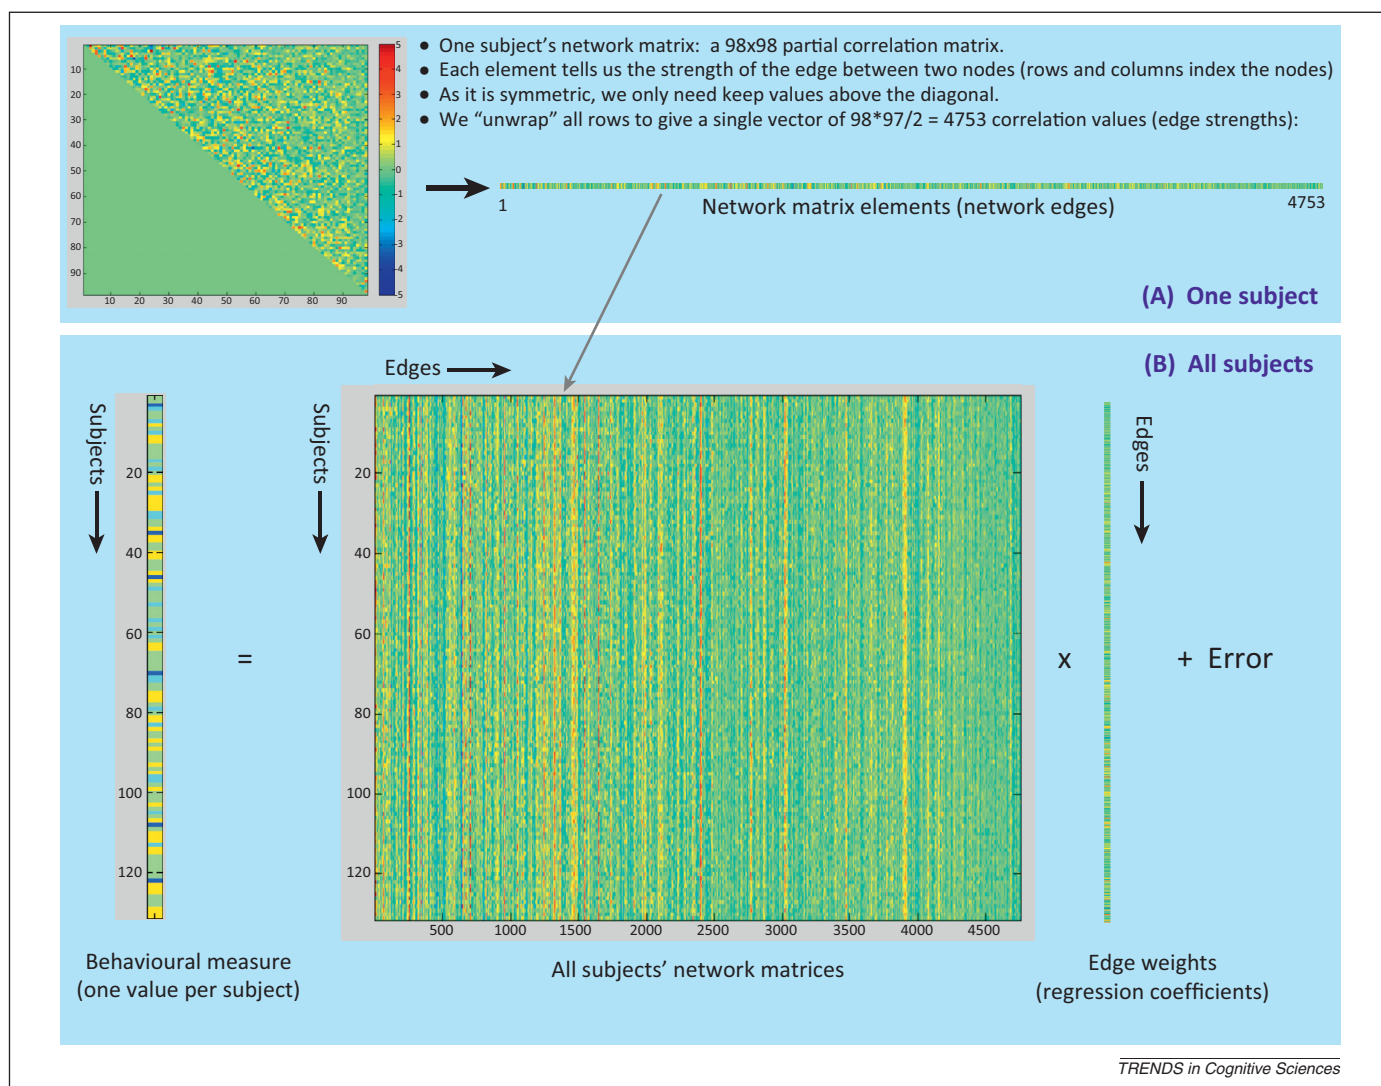 ● One subject's network matrix: a 98x98 partial correlation matrix.
● Each element tells us the strength of the edge between two nodes (rows and columns index the nodes)
● As it is symmetric, we only need keep values above the diagonal.
● We “unwrap” all rows to give a single vector of 98*97/2 = 4753 correlation values (edge strengths):
10
20
30
40
50
60
70
80
90
10 20 30 40 50 60 70 80 90
5
4
3
2
1
0
-1
-2
-3
-4
-5
1 Network matrix elements (network edges) 4753
(A) One subject
(B) All subjects
Edges
Subjects
20
40
60
80
100
120
=
Subjects
20
40
60
80
100
120
500 1000 1500 2000 2500 3000 3500 4000 4500
x
Edges
+ Error
Behavioural measure
(one value per subject)
All subjects' network matrices
Edge weights
(regression coefficients)
TRENDS in Cognitive Sciences